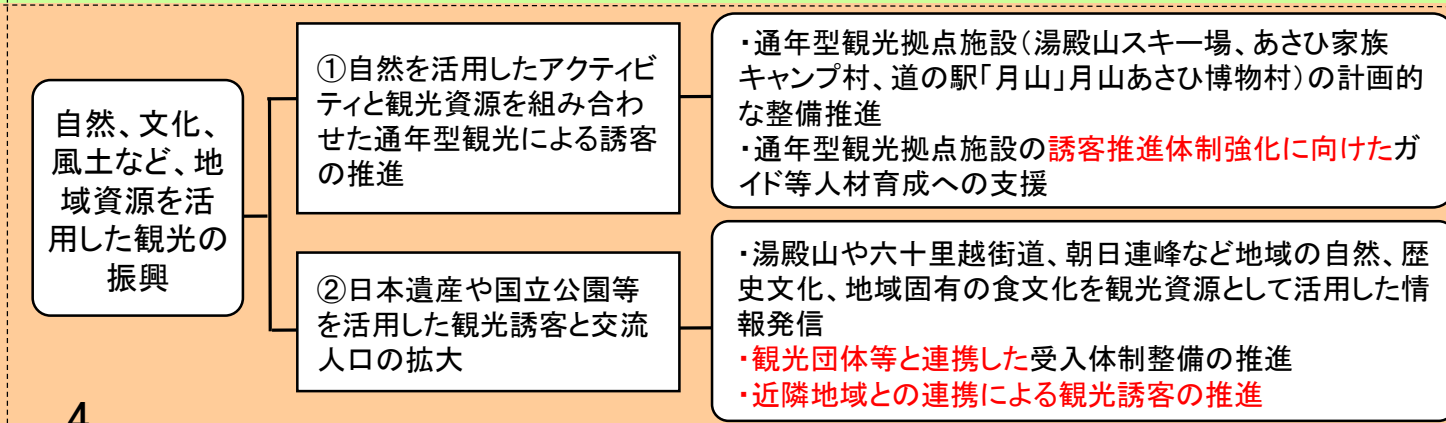 自然、文化、
風土など、地
域資源を活
用した観光の
振興
①自然を活用したアクティビ
ティと観光資源を組み合わ
せた通年型観光による誘客
の推進
・通年型観光拠点施設（湯殿山スキー場、あさひ家族
キャンプ村、道の駅「月山」月山あさひ博物村）の計画的
な整備推進
・通年型観光拠点施設の誘客推進体制強化に向けたガ
イド等人材育成への支援
②日本遺産や国立公園等
を活用した観光誘客と交流
人口の拡大
・湯殿山や六十里越街道、朝日連峰など地域の自然、歴
史文化、地域固有の食文化を観光資源として活用した情
報発信
・観光団体等と連携した受入体制整備の推進
・近隣地域との連携による観光誘客の推進
4